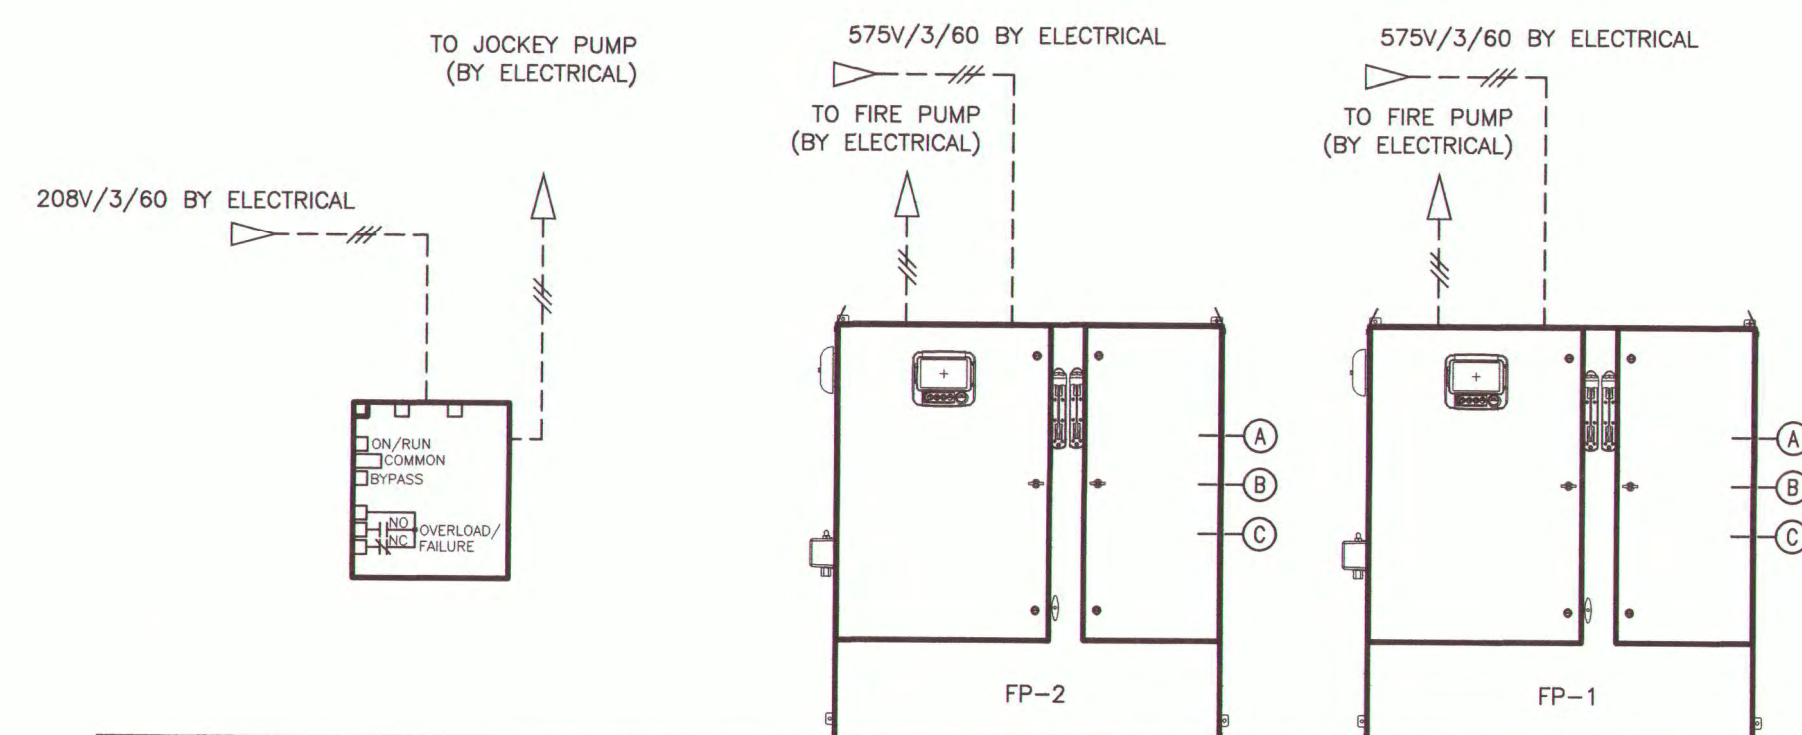 TO JOCKEY PUMP
(BY ELECTRICAL)
208V/3/60 BY ELECTRICAL
ON/RUN
COMMON
BYPASS
NO
NC
OVERLOAD/
FAILURE
575V/3/60 BY ELECTRICAL
TO FIRE PUMP
(BY ELECTRICAL)
A
B
C
FP-2
575V/3/60 BY ELECTRICAL
TO FIRE PUMP
(BY ELECTRICAL)
A
B
C
FP-1